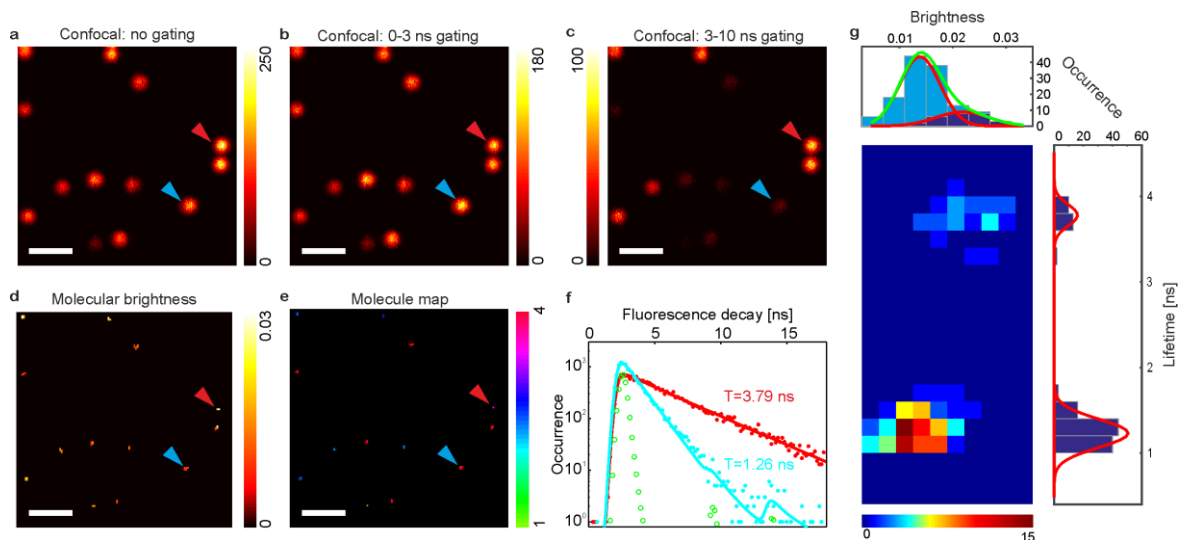 a
Confocal: no gating
250
0
b
Confocal: 0-3 ns gating
180
0
c
Confocal: 3-10 ns gating
100
0
g
Brightness
0.01 0.02 0.03
40
30
20
10
0
Occurrence
0 20 40 60
4
3
2
1
Lifetime [ns]
0 15
d
Molecular brightness
0.03
0
e
Molecule map
4
1
f
Fluorescence decay [ns]
0 5 10 15
10³
10²
10¹
10⁰
Occurrence
T=3.79 ns
T=1.26 ns